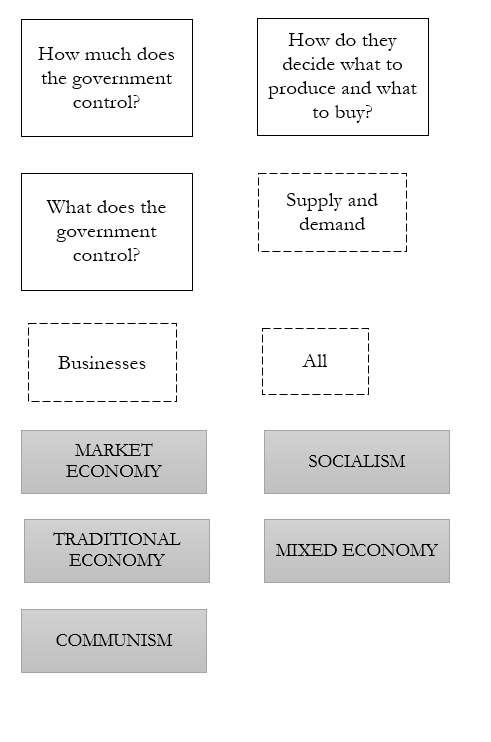 How much does
the government
control?
How do they
decide what to
produce and what
to buy?
What does the
government
control?
Supply and
demand
Businesses
All
MARKET
ECONOMY
SOCIALISM
TRADITIONAL
ECONOMY
MIXED ECONOMY
COMMUNISM